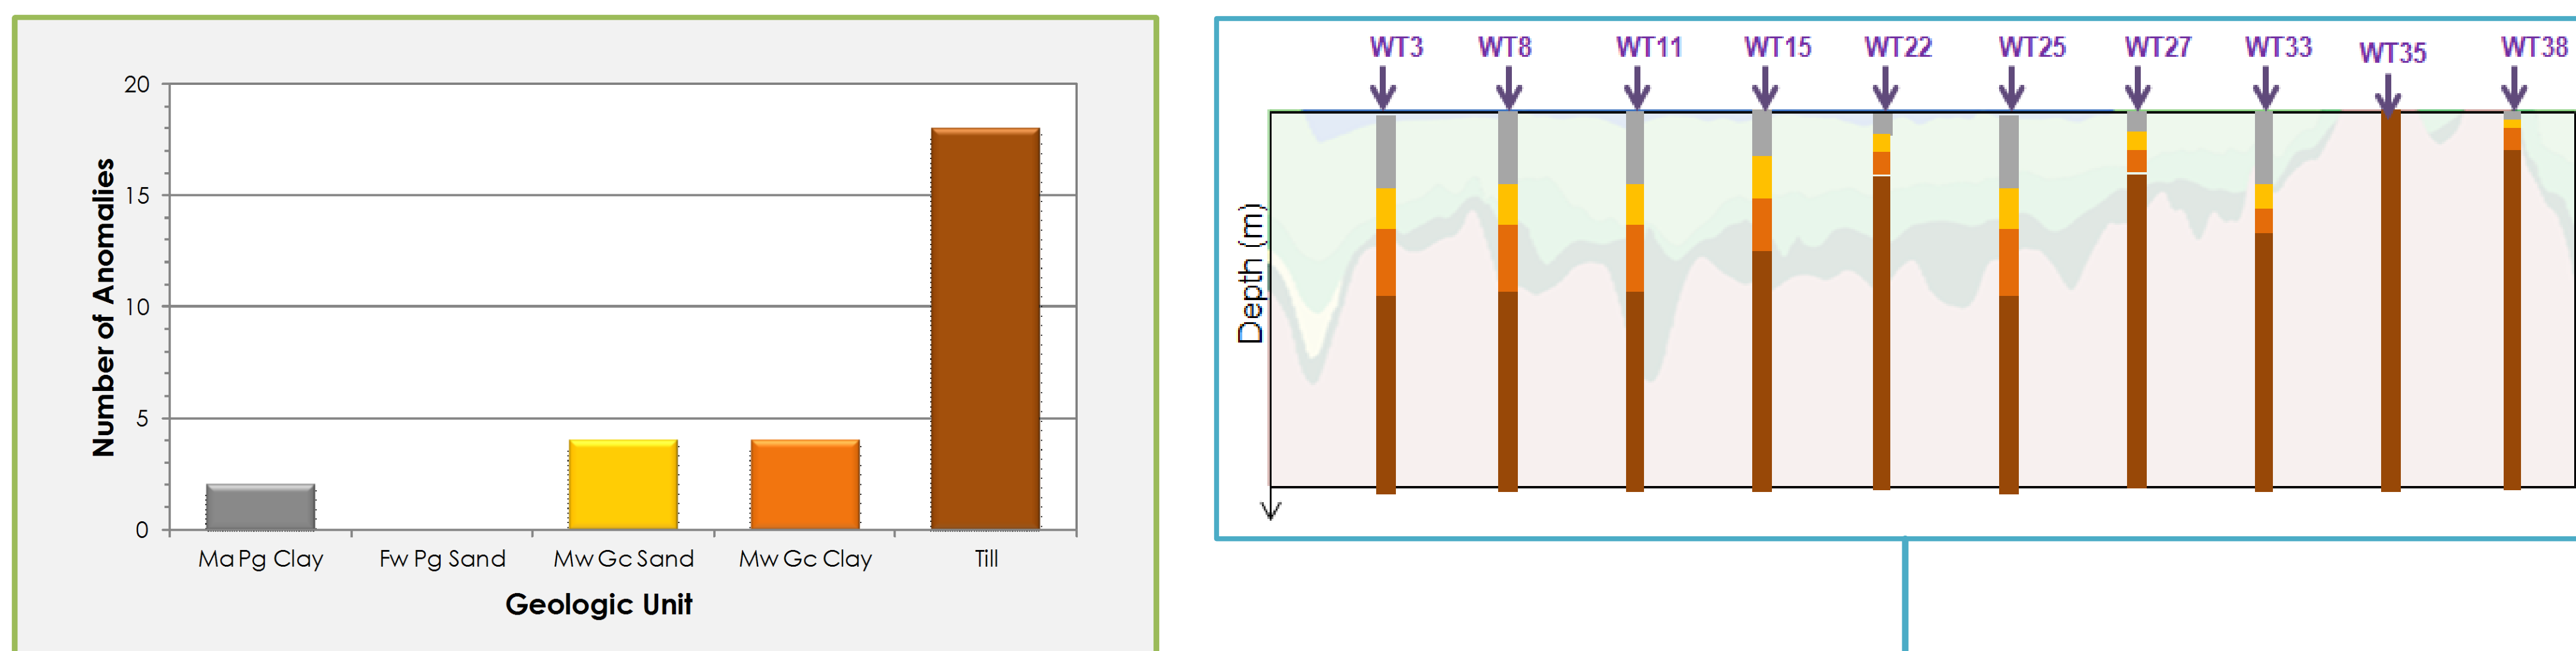 20
15
10
5
0
Number of Anomalies
Ma Pg Clay
Fw Pg Sand
Mw Gc Sand
Mw Gc Clay
Till
Geologic Unit
WT3
WT8
WT11
WT15
WT22
WT25
WT27
WT33
WT35
WT38
Depth (m)